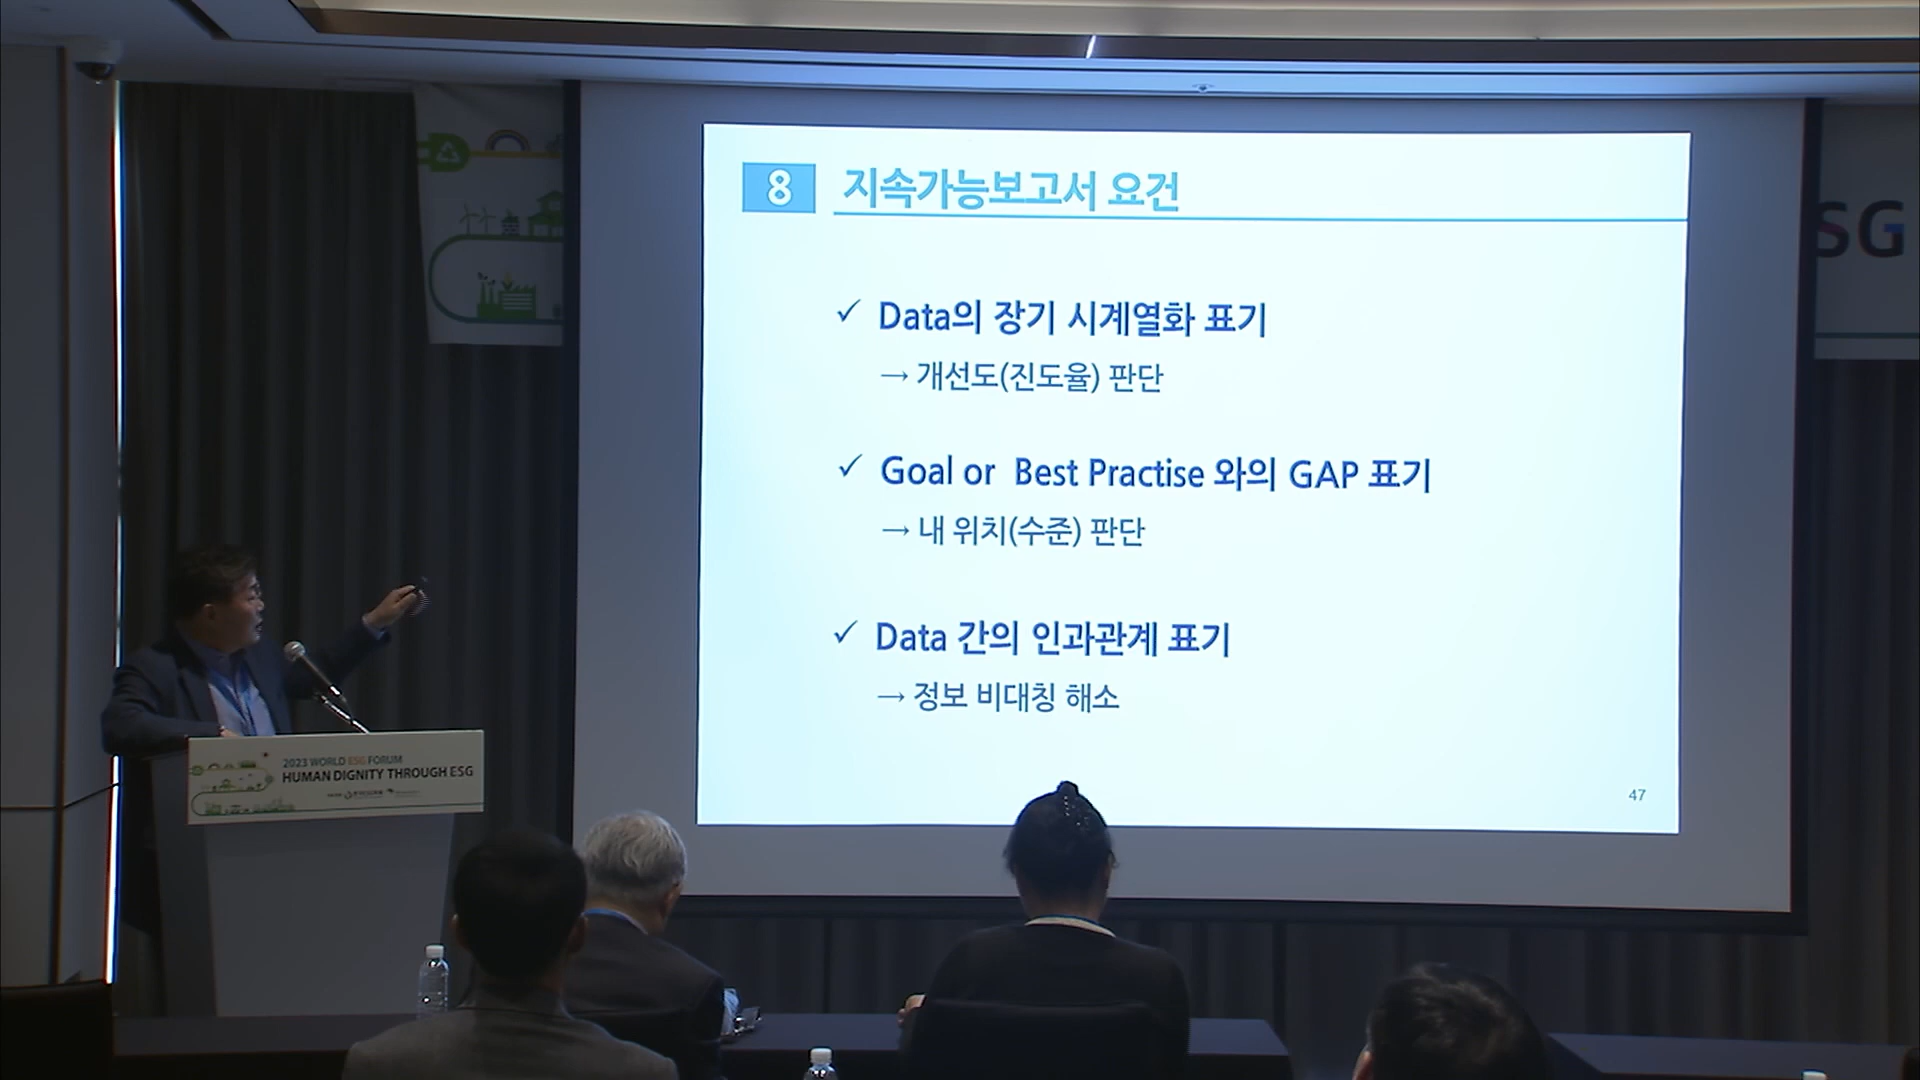 8 지속가능보고서 요건
✓ Data의 장기 시계열화 표기
→ 개선도(진도율) 판단
✓ Goal or Best Practise 와의 GAP 표기
→ 내 위치(수준) 판단
✓ Data 간의 인과관계 표기
→ 정보 비대칭 해소
47
SG
2023 WORLD ESG FORUM
HUMAN DIGNITY THROUGH ESG